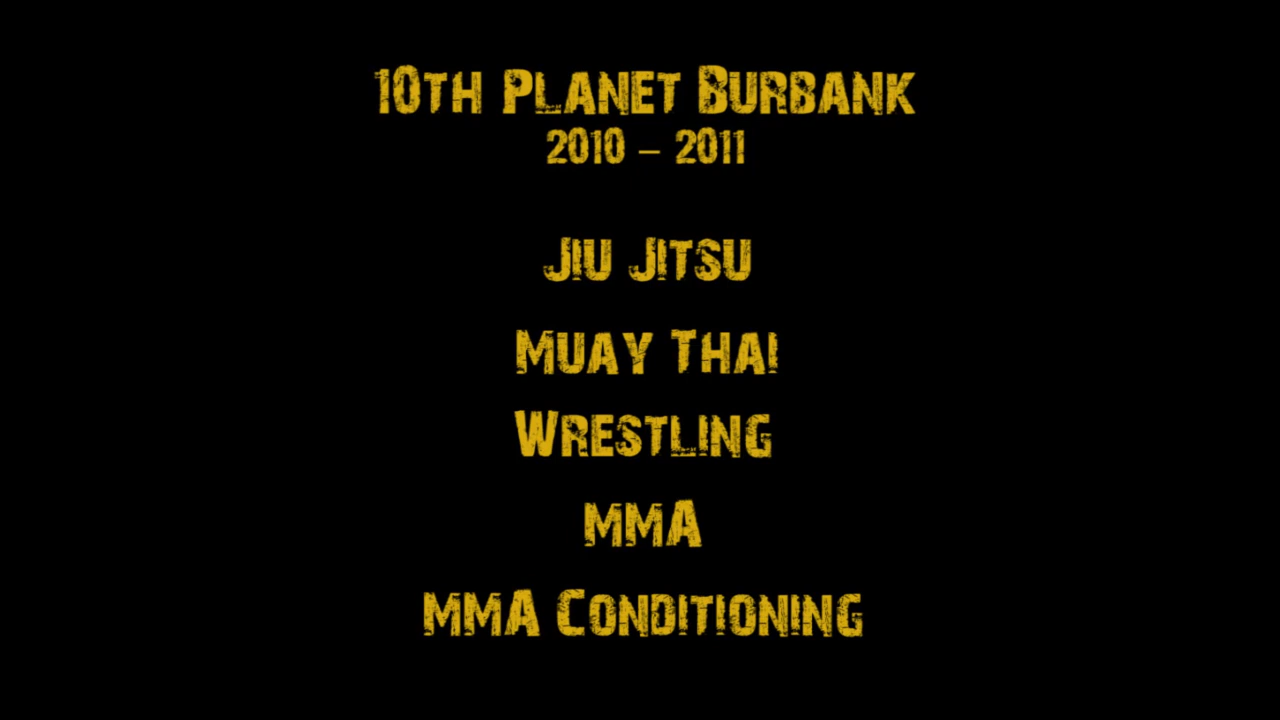 10th Planet Burbank
2010 – 2011
Jiu Jitsu
Muay Thai
Wrestling
MMA
MMA Conditioning